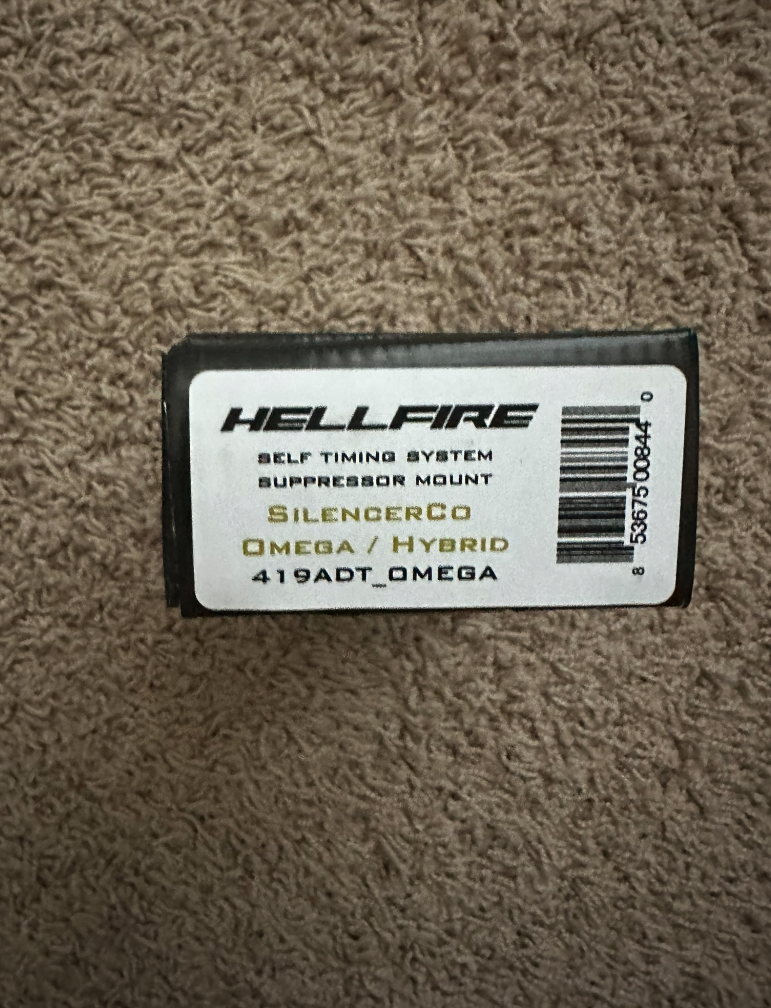 HELLFIRE
SELF TIMING SYSTEM
SUPPRESSOR MOUNT
SILENCERCO
OMEGA / HYBRID
419ADT_OMEGA
8 53675 00844 0